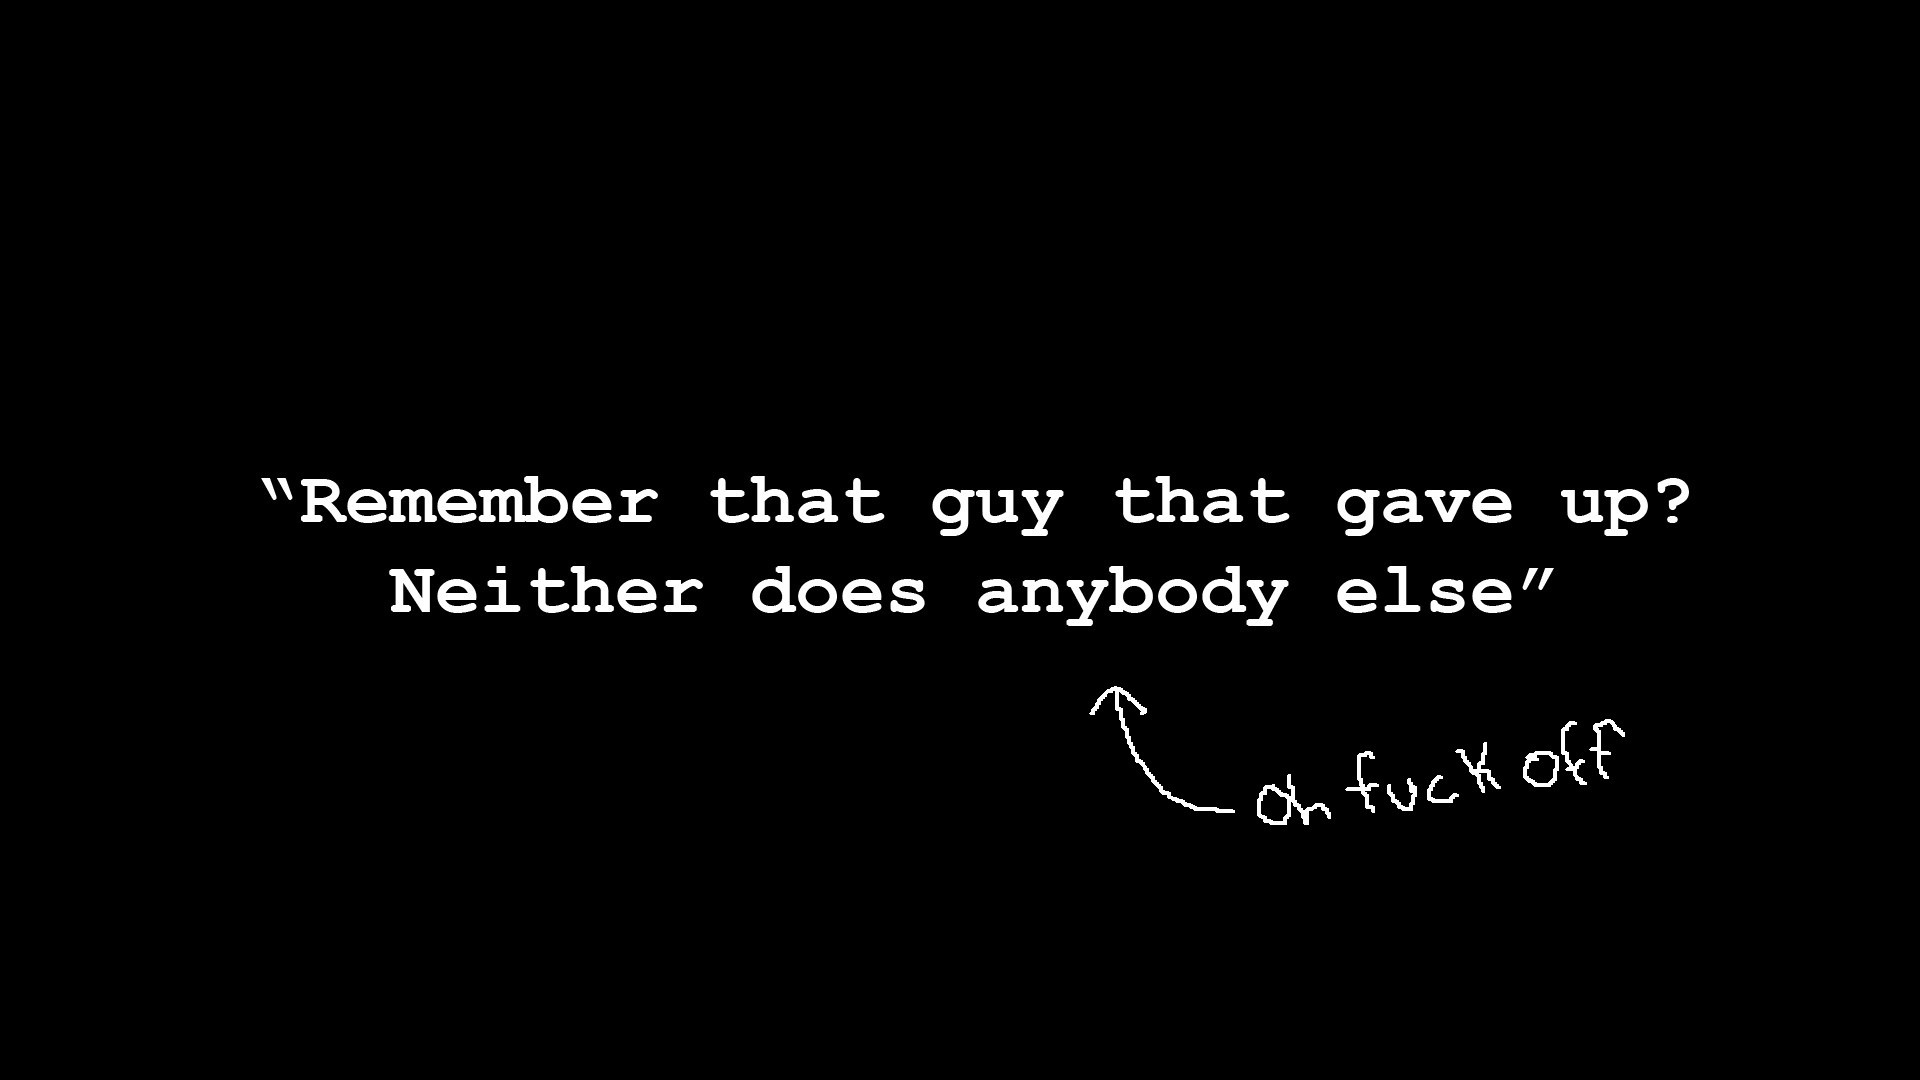 “Remember that guy that gave up?
Neither does anybody else”
oh fuck off